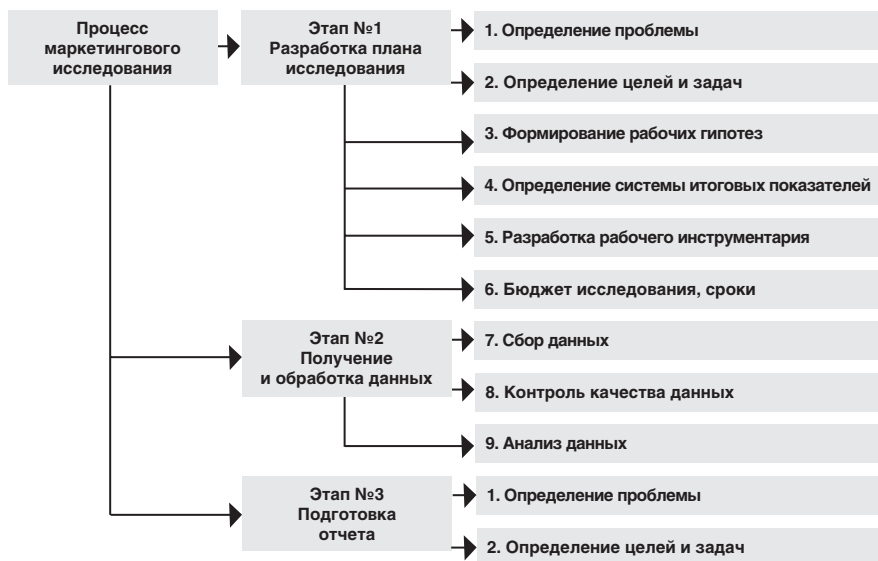 Процесс
маркетингового
исследования
Этап №1
Разработка плана
исследования
1. Определение проблемы
2. Определение целей и задач
3. Формирование рабочих гипотез
4. Определение системы итоговых показателей
5. Разработка рабочего инструментария
6. Бюджет исследования, сроки
Этап №2
Получение
и обработка данных
7. Сбор данных
8. Контроль качества данных
9. Анализ данных
Этап №3
Подготовка
отчета
1. Определение проблемы
2. Определение целей и задач